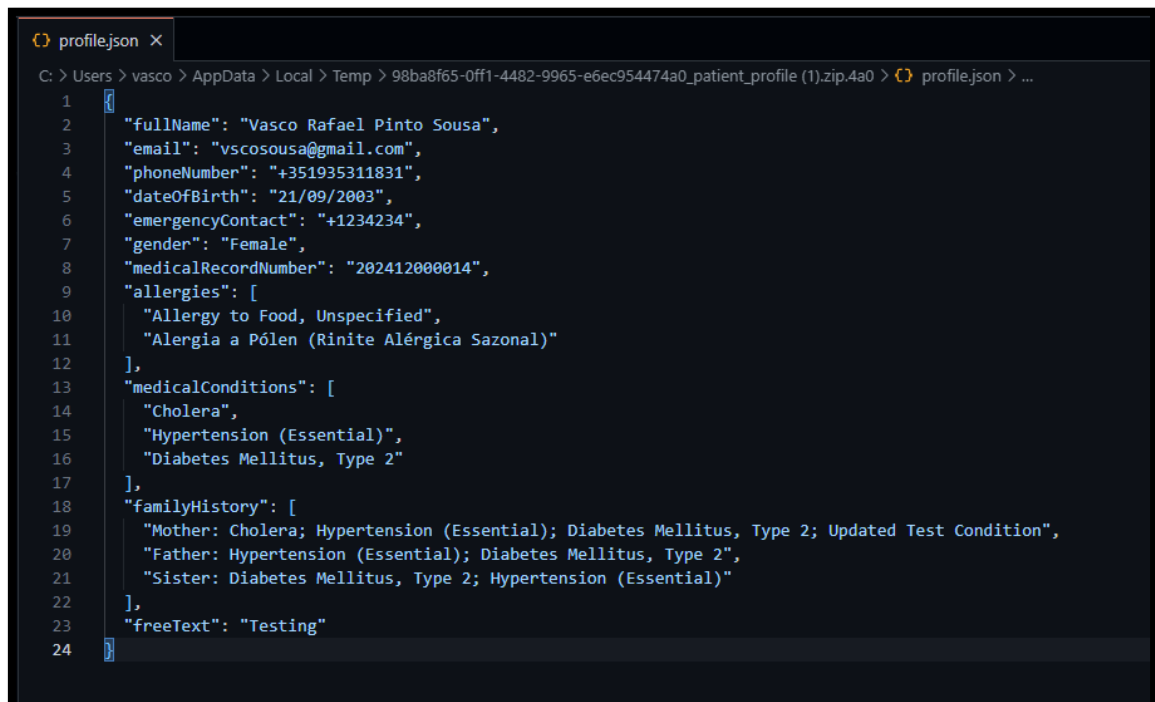 {} profile.json ×
C: > Users > vasco > AppData > Local > Temp > 98ba8f65-0ff1-4482-9965-e6ec954474a0_patient_profile (1).zip.4a0 > {} profile.json > ...
1 {
2 "fullName": "Vasco Rafael Pinto Sousa",
3 "email": "vscosousa@gmail.com",
4 "phoneNumber": "+351935311831",
5 "dateOfBirth": "21/09/2003",
6 "emergencyContact": "+1234234",
7 "gender": "Female",
8 "medicalRecordNumber": "202412000014",
9 "allergies": [
10 "Allergy to Food, Unspecified",
11 "Alergia a Pólen (Rinite Alérgica Sazonal)"
12 ],
13 "medicalConditions": [
14 "Cholera",
15 "Hypertension (Essential)",
16 "Diabetes Mellitus, Type 2"
17 ],
18 "familyHistory": [
19 "Mother: Cholera; Hypertension (Essential); Diabetes Mellitus, Type 2; Updated Test Condition",
20 "Father: Hypertension (Essential); Diabetes Mellitus, Type 2",
21 "Sister: Diabetes Mellitus, Type 2; Hypertension (Essential)"
22 ],
23 "freeText": "Testing"
24 }